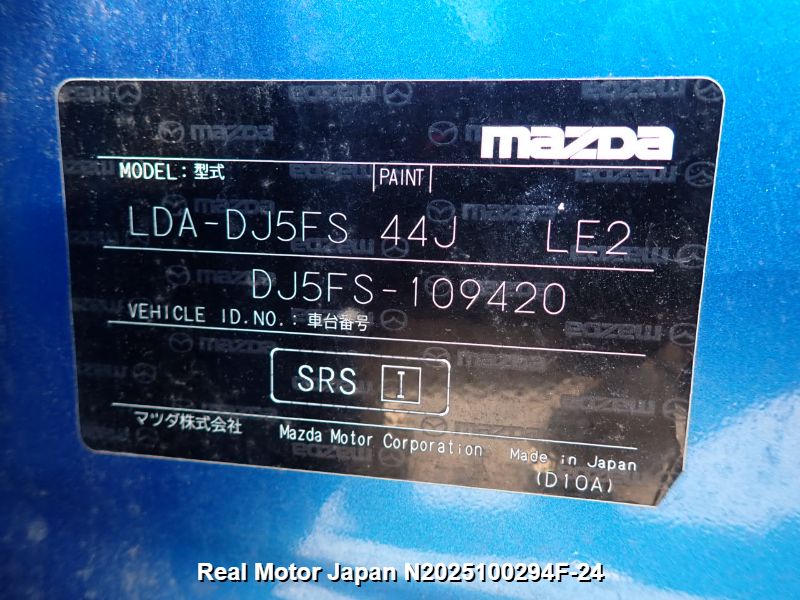 mazda
MODEL: 型式 PAINT
LDA-DJ5FS 44J LE2
DJ5FS-109420
VEHICLE ID.NO.: 車台番号
SRS I
マツダ株式会社 Mazda Motor Corporation Made in Japan
(D10A)
Real Motor Japan N2025100294F-24